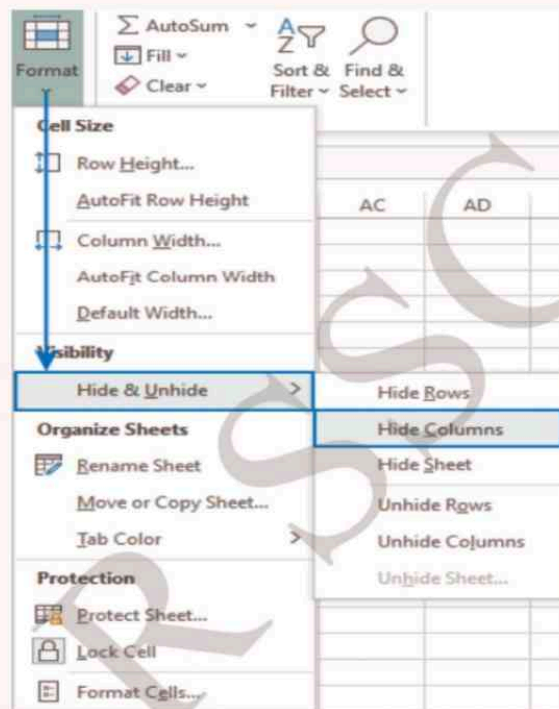 AutoSum
Fill
Clear
Format
Sort & Filter
Find & Select
Cell Size
Row Height...
AutoFit Row Height
Column Width...
AutoFit Column Width
Default Width...
Visibility
Hide & Unhide
Organize Sheets
Rename Sheet
Move or Copy Sheet...
Tab Color
Protection
Protect Sheet...
Lock Cell
Format Cells...
AC AD
Hide Rows
Hide Columns
Hide Sheet
Unhide Rows
Unhide Columns
Unhide Sheet...
R SSC